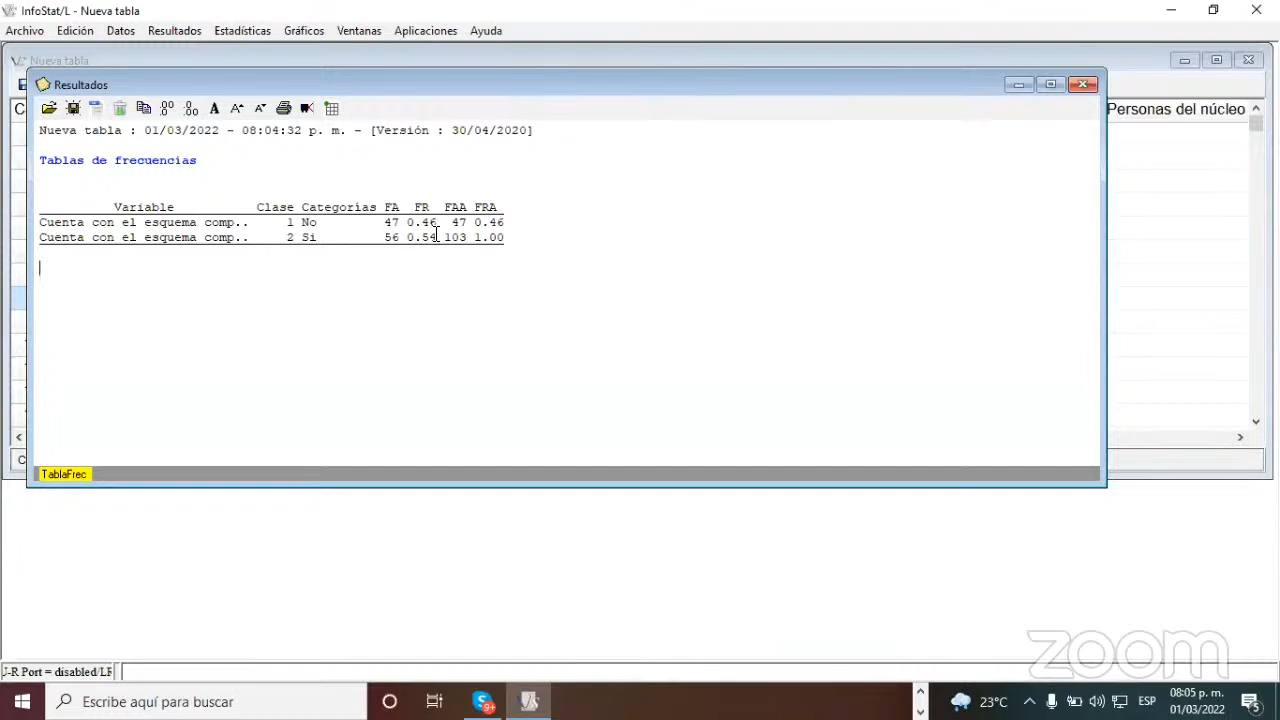 InfoStat/L - Nueva tabla
Archivo Edición Datos Resultados Estadísticas Gráficos Ventanas Aplicaciones Ayuda
Nueva tabla
Resultados
Personas del núcleo
Nueva tabla : 01/03/2022 - 08:04:32 p. m. - [Versión : 30/04/2020]
Tablas de frecuencias
Variable Clase Categorías FA FR FAA FRA
Cuenta con el esquema comp.. 1 No 47 0.46 47 0.46
Cuenta con el esquema comp.. 2 Si 56 0.54 103 1.00
TablaFrec
zoom
-R Port = disabled/LF
Escribe aquí para buscar
9+
23°C
ESP
08:05 p. m.
01/03/2022
5